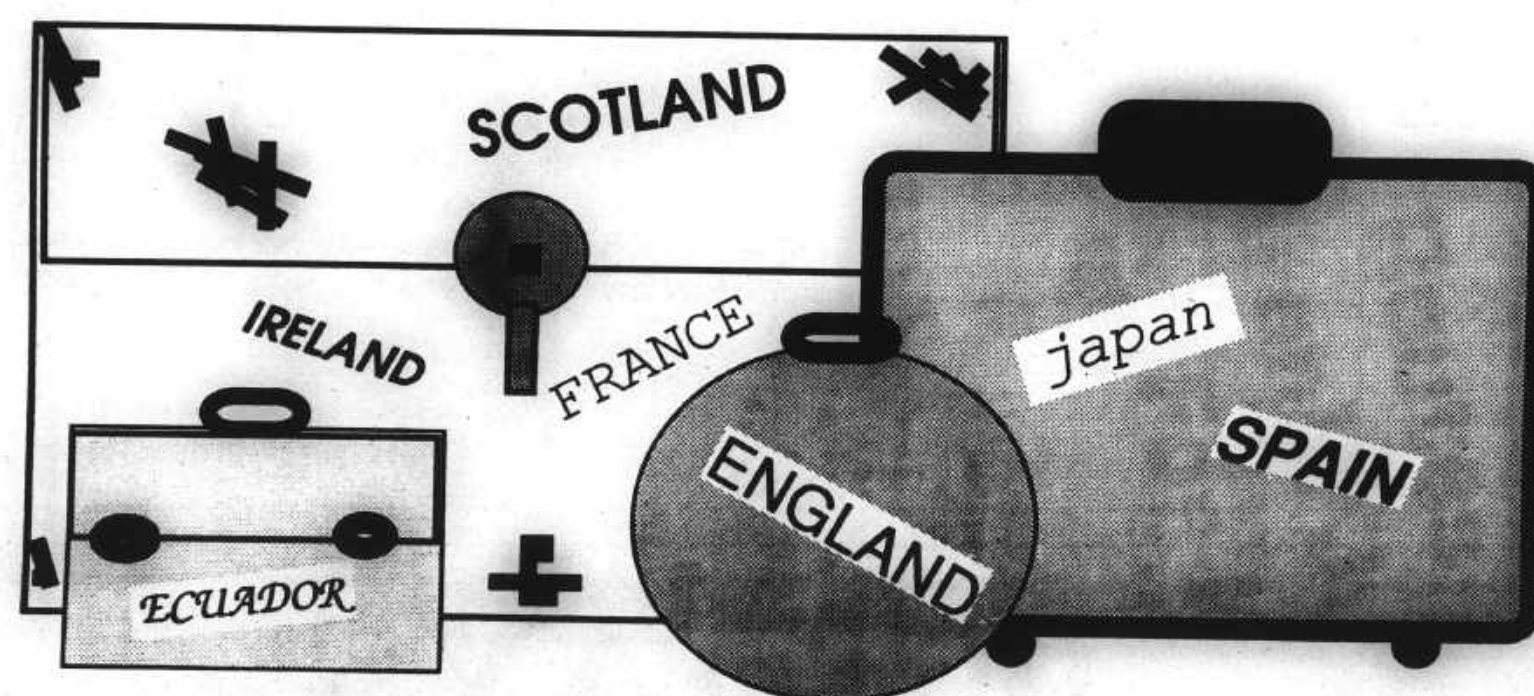 SCOTLAND
IRELAND
FRANCE
japan
SPAIN
ENGLAND
ECUADOR